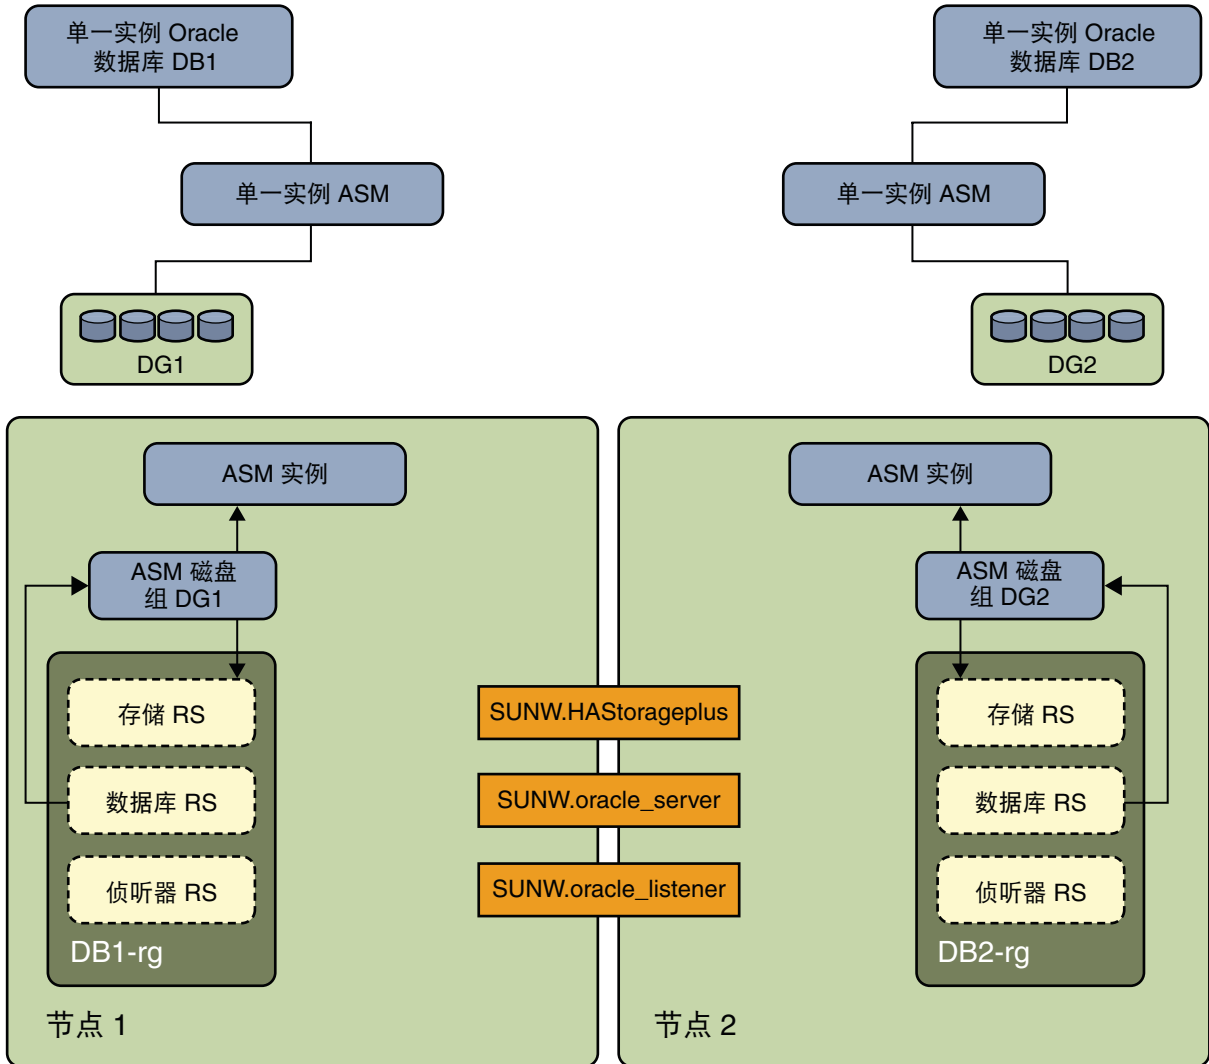 单一实例 Oracle
数据库 DB1
单一实例 Oracle
数据库 DB2
单一实例 ASM
单一实例 ASM
DG1
DG2
ASM 实例
ASM 实例
ASM 磁盘
组 DG1
ASM 磁盘
组 DG2
存储 RS
SUNW.HAStorageplus
存储 RS
数据库 RS
SUNW.oracle_server
数据库 RS
侦听器 RS
SUNW.oracle_listener
侦听器 RS
DB1-rg
DB2-rg
节点 1
节点 2